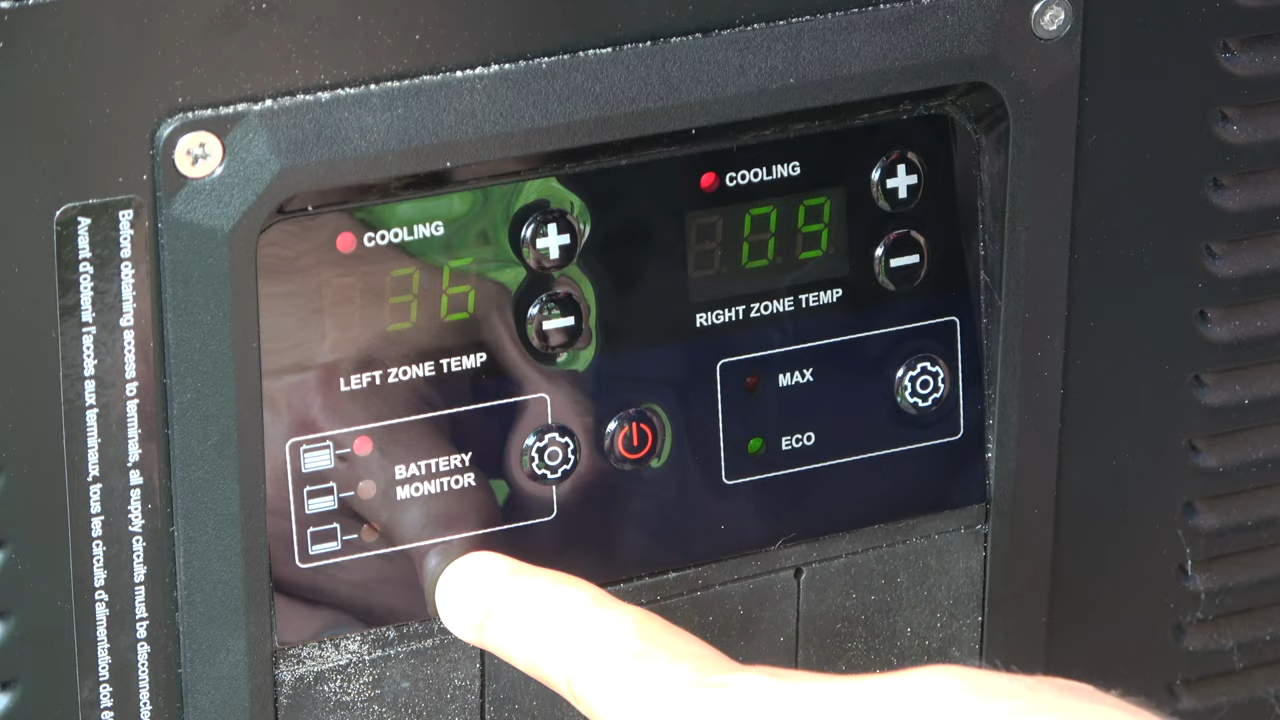 Before obtaining access to terminals, all supply circuits must be disconnected
Avant d'obtenir l'accès aux terminaux, tous les circuits d'alimentation doit
COOLING
36
LEFT ZONE TEMP
BATTERY
MONITOR
COOLING
09
RIGHT ZONE TEMP
MAX
ECO